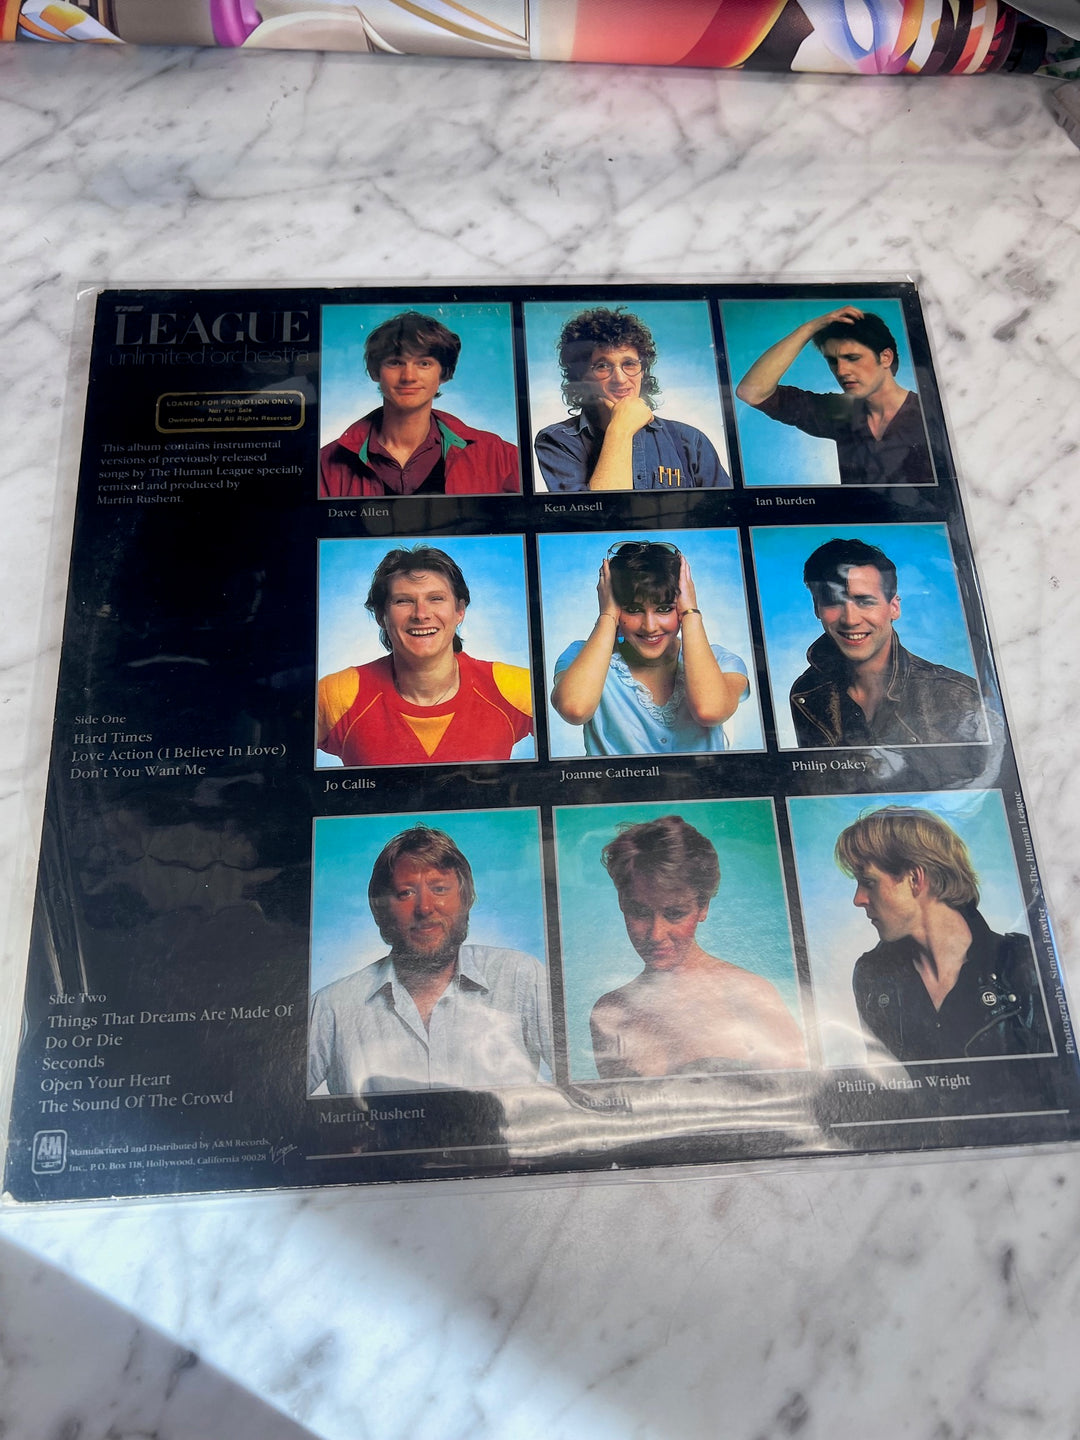 THE
LEAGUE
unlimited orchestra
LOANED FOR PROMOTION ONLY
Not For Sale
Ownership And All Rights Reserved
This album contains instrumental
versions of previously released
songs by The Human League specially
remixed and produced by
Martin Rushent.
Dave Allen
Ken Ansell
Ian Burden
Jo Callis
Joanne Catherall
Philip Oakey
Side One
Hard Times
Love Action (I Believe In Love)
Don't You Want Me
Side Two
Things That Dreams Are Made Of
Do Or Die
Seconds
Open Your Heart
The Sound Of The Crowd
Martin Rushent
Susanne Sulley
Philip Adrian Wright
AM
Manufactured and Distributed by A&M Records,
Inc., P.O. Box 118, Hollywood, California 90028
Virgin
Photography Simon Fowler © The Human League